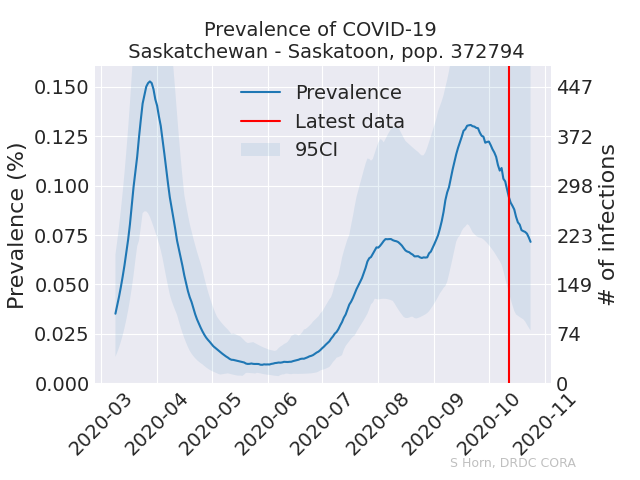 Prevalence of COVID-19
Saskatchewan - Saskatoon, pop. 372794
Prevalence (%)
0.150
0.125
0.100
0.075
0.050
0.025
0.000
Prevalence
Latest data
95CI
447
372
298
223
149
74
0
# of infections
2020-03
2020-04
2020-05
2020-06
2020-07
2020-08
2020-09
2020-10
2020-11
S Horn, DRDC CORA